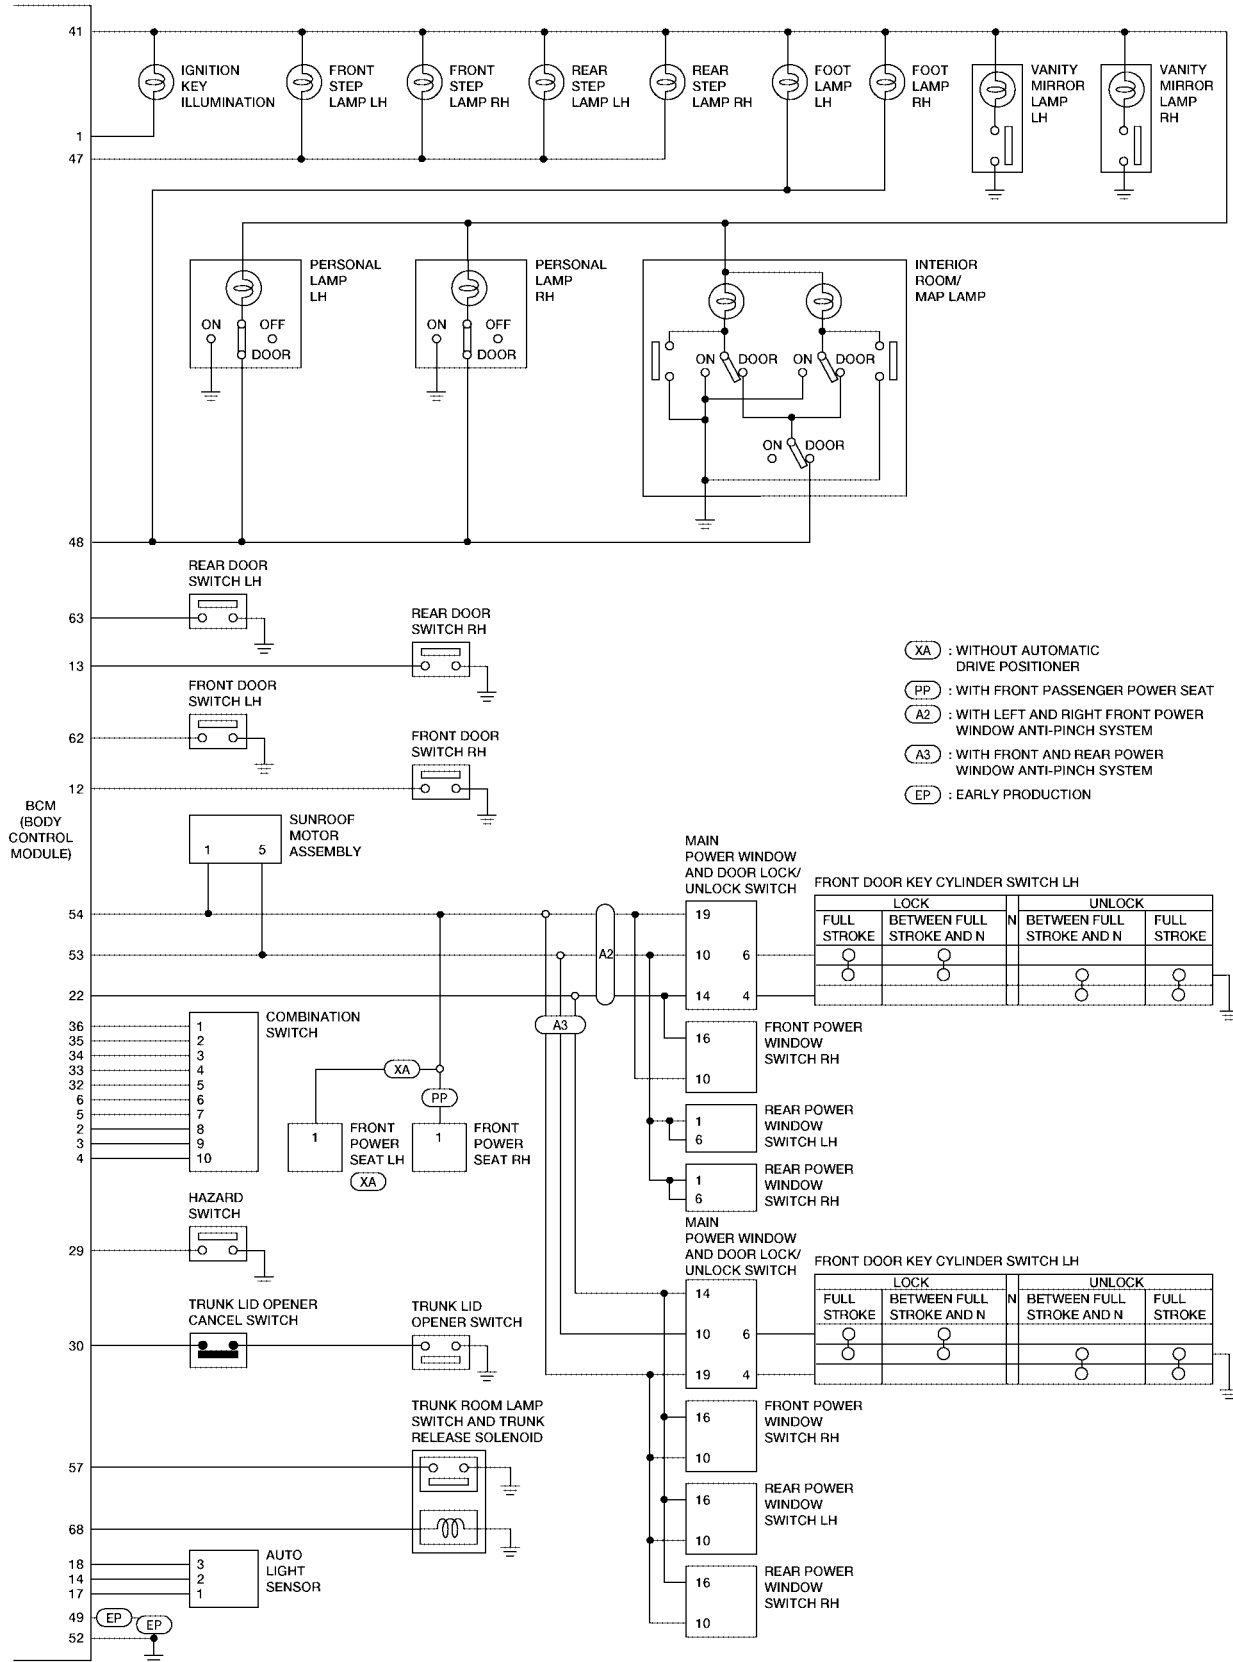 41
IGNITION
KEY
ILLUMINATION
FRONT
STEP
LAMP LH
FRONT
STEP
LAMP RH
REAR
STEP
LAMP LH
REAR
STEP
LAMP RH
FOOT
LAMP
LH
FOOT
LAMP
RH
VANITY
MIRROR
LAMP
LH
VANITY
MIRROR
LAMP
RH
1
47
PERSONAL
LAMP
LH
ON
OFF
DOOR
PERSONAL
LAMP
RH
ON
OFF
DOOR
INTERIOR
ROOM/
MAP LAMP
ON
DOOR
ON
DOOR
ON
DOOR
48
REAR DOOR
SWITCH LH
63
REAR DOOR
SWITCH RH
13
FRONT DOOR
SWITCH LH
62
FRONT DOOR
SWITCH RH
12
XA : WITHOUT AUTOMATIC
DRIVE POSITIONER
PP : WITH FRONT PASSENGER POWER SEAT
A2 : WITH LEFT AND RIGHT FRONT POWER
WINDOW ANTI-PINCH SYSTEM
A3 : WITH FRONT AND REAR POWER
WINDOW ANTI-PINCH SYSTEM
EP : EARLY PRODUCTION
BCM
(BODY
CONTROL
MODULE)
SUNROOF
MOTOR
ASSEMBLY
1 5
54
53
22
A2
A3
MAIN
POWER WINDOW
AND DOOR LOCK/
UNLOCK SWITCH
19
10 6
14 4
FRONT DOOR KEY CYLINDER SWITCH LH
LOCK
UNLOCK
FULL
STROKE
BETWEEN FULL
STROKE AND N
N
BETWEEN FULL
STROKE AND N
FULL
STROKE
FRONT POWER
WINDOW
SWITCH RH
16
10
REAR POWER
WINDOW
SWITCH LH
1
6
REAR POWER
WINDOW
SWITCH RH
1
6
COMBINATION
SWITCH
36 1
35 2
34 3
33 4
32 5
6 6
5 7
2 8
3 9
4 10
XA
PP
1
FRONT
POWER
SEAT LH
XA
1
FRONT
POWER
SEAT RH
HAZARD
SWITCH
29
TRUNK LID OPENER
CANCEL SWITCH
30
TRUNK LID
OPENER SWITCH
MAIN
POWER WINDOW
AND DOOR LOCK/
UNLOCK SWITCH
14
10 6
19 4
FRONT DOOR KEY CYLINDER SWITCH LH
LOCK
UNLOCK
FULL
STROKE
BETWEEN FULL
STROKE AND N
N
BETWEEN FULL
STROKE AND N
FULL
STROKE
FRONT POWER
WINDOW
SWITCH RH
16
10
REAR POWER
WINDOW
SWITCH LH
16
10
REAR POWER
WINDOW
SWITCH RH
16
10
TRUNK ROOM LAMP
SWITCH AND TRUNK
RELEASE SOLENOID
57
68
AUTO
LIGHT
SENSOR
18 3
14 2
17 1
49 EP
EP
52